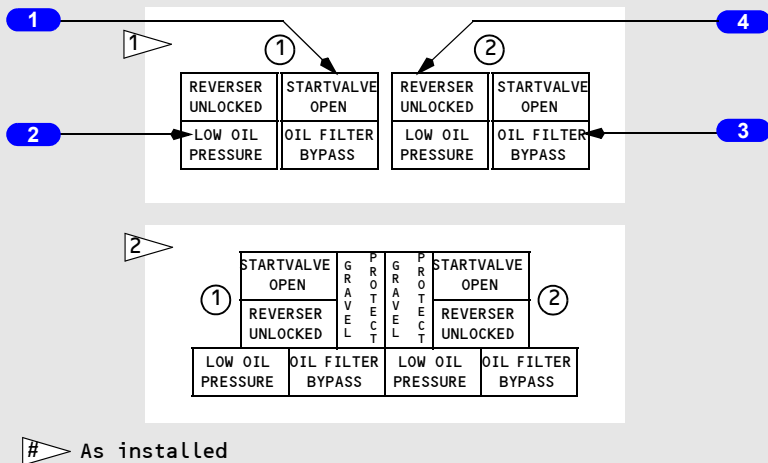 1
4
1
1
2
REVERSER UNLOCKED
STARTVALVE OPEN
REVERSER UNLOCKED
STARTVALVE OPEN
2
LOW OIL PRESSURE
OIL FILTER BYPASS
LOW OIL PRESSURE
OIL FILTER BYPASS
3
2
STARTVALVE OPEN
GRAVEL PROTECT
GRAVEL PROTECT
STARTVALVE OPEN
1
2
REVERSER UNLOCKED
REVERSER UNLOCKED
LOW OIL PRESSURE
OIL FILTER BYPASS
LOW OIL PRESSURE
OIL FILTER BYPASS
# As installed